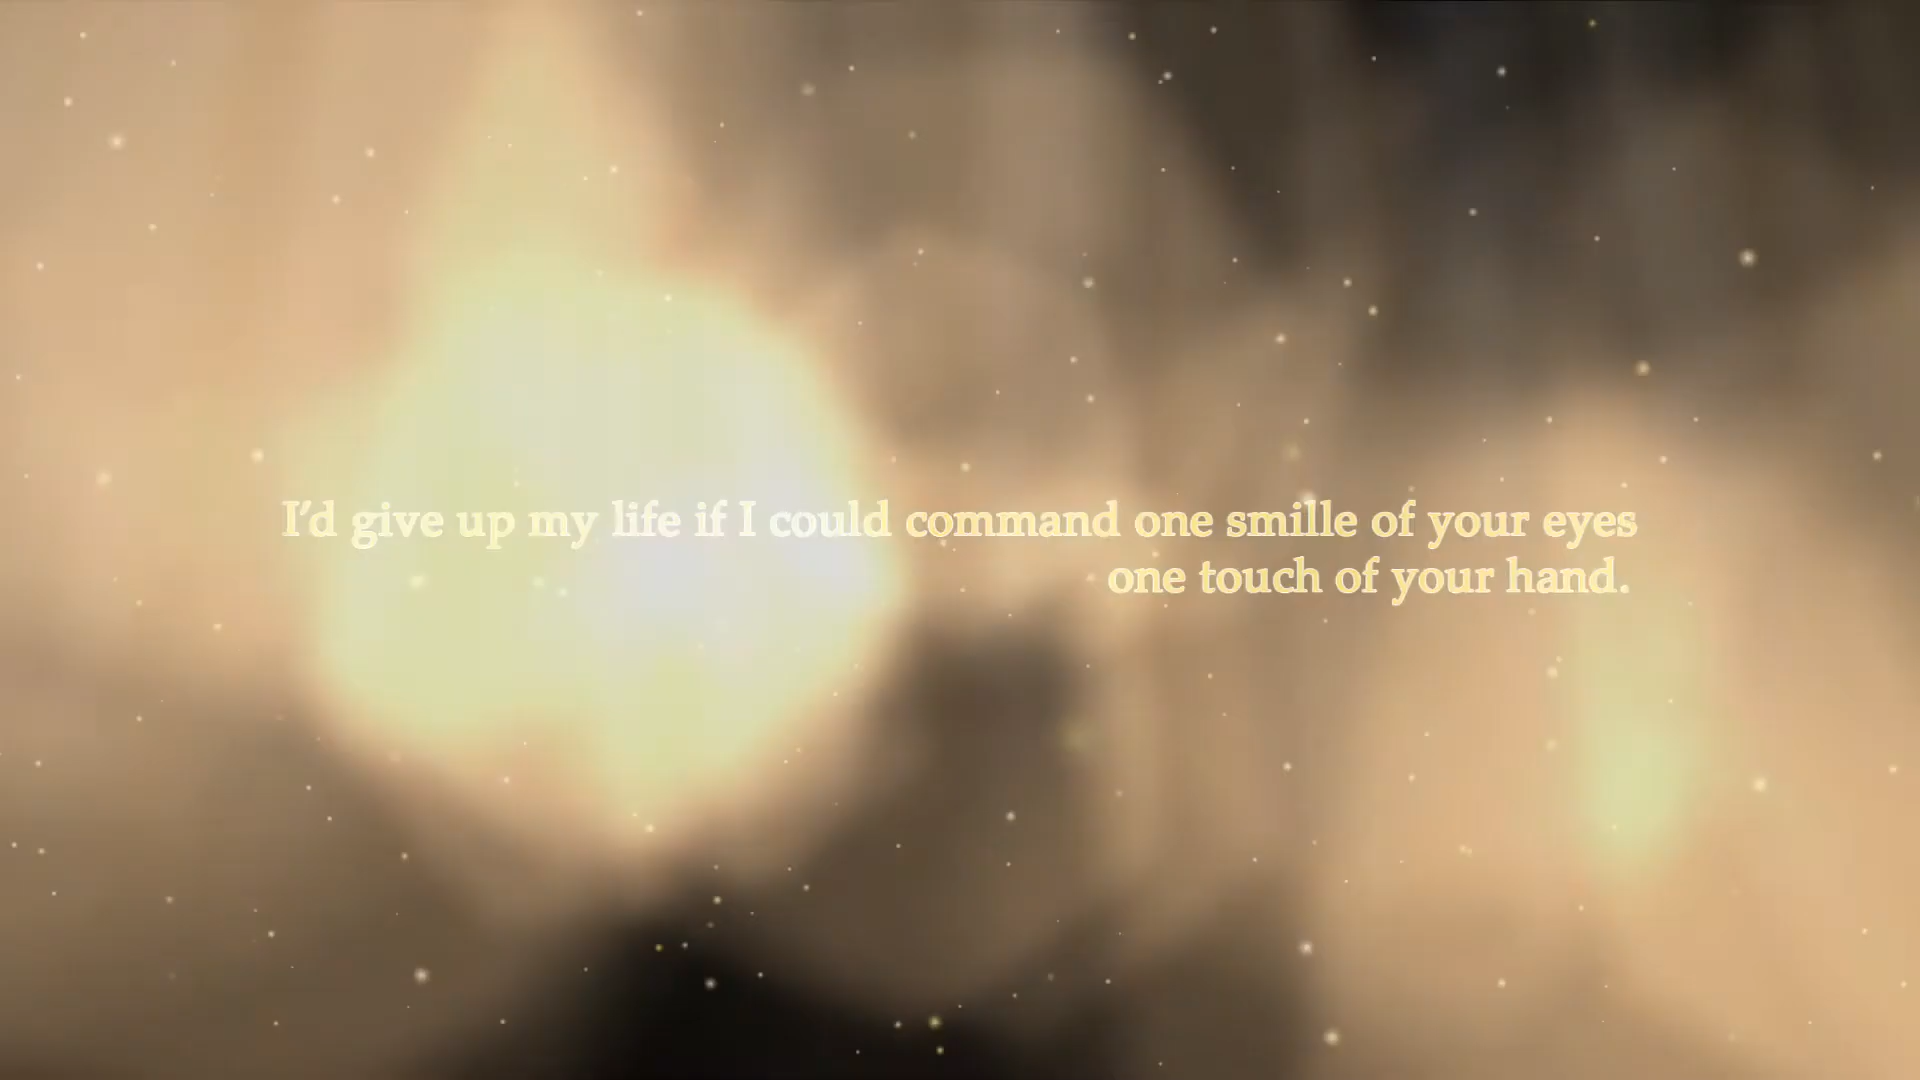 I’d give up my life if I could command one smille of your eyes
one touch of your hand.